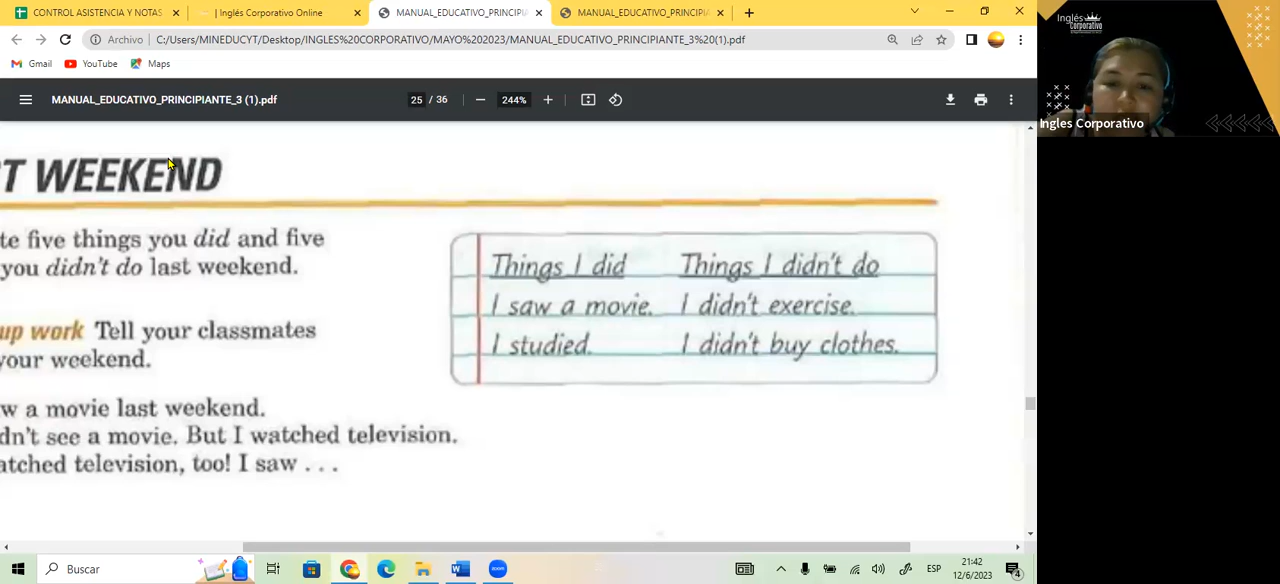 CONTROL ASISTENCIA Y NOTAS
| Inglés Corporativo Online
MANUAL_EDUCATIVO_PRINCIPIA
MANUAL_EDUCATIVO_PRINCIPIA
Archivo
C:/Users/MINEDUCYT/Desktop/INGLES%20CORPORATIVO/MAYO%202023/MANUAL_EDUCATIVO_PRINCIPIANTE_3%20(1).pdf
Gmail
YouTube
Maps
MANUAL_EDUCATIVO_PRINCIPIANTE_3 (1).pdf
25 / 36
244%
T WEEKEND
te five things you did and five
you didn't do last weekend.
up work Tell your classmates
your weekend.
w a movie last weekend.
dn't see a movie. But I watched television.
atched television, too! I saw . . .
Things I did Things I didn't do
I saw a movie. I didn't exercise.
I studied. I didn't buy clothes.
Inglés
Corporativo
Ingles Corporativo
Buscar
zoom
ESP
21:42
12/6/2023
4